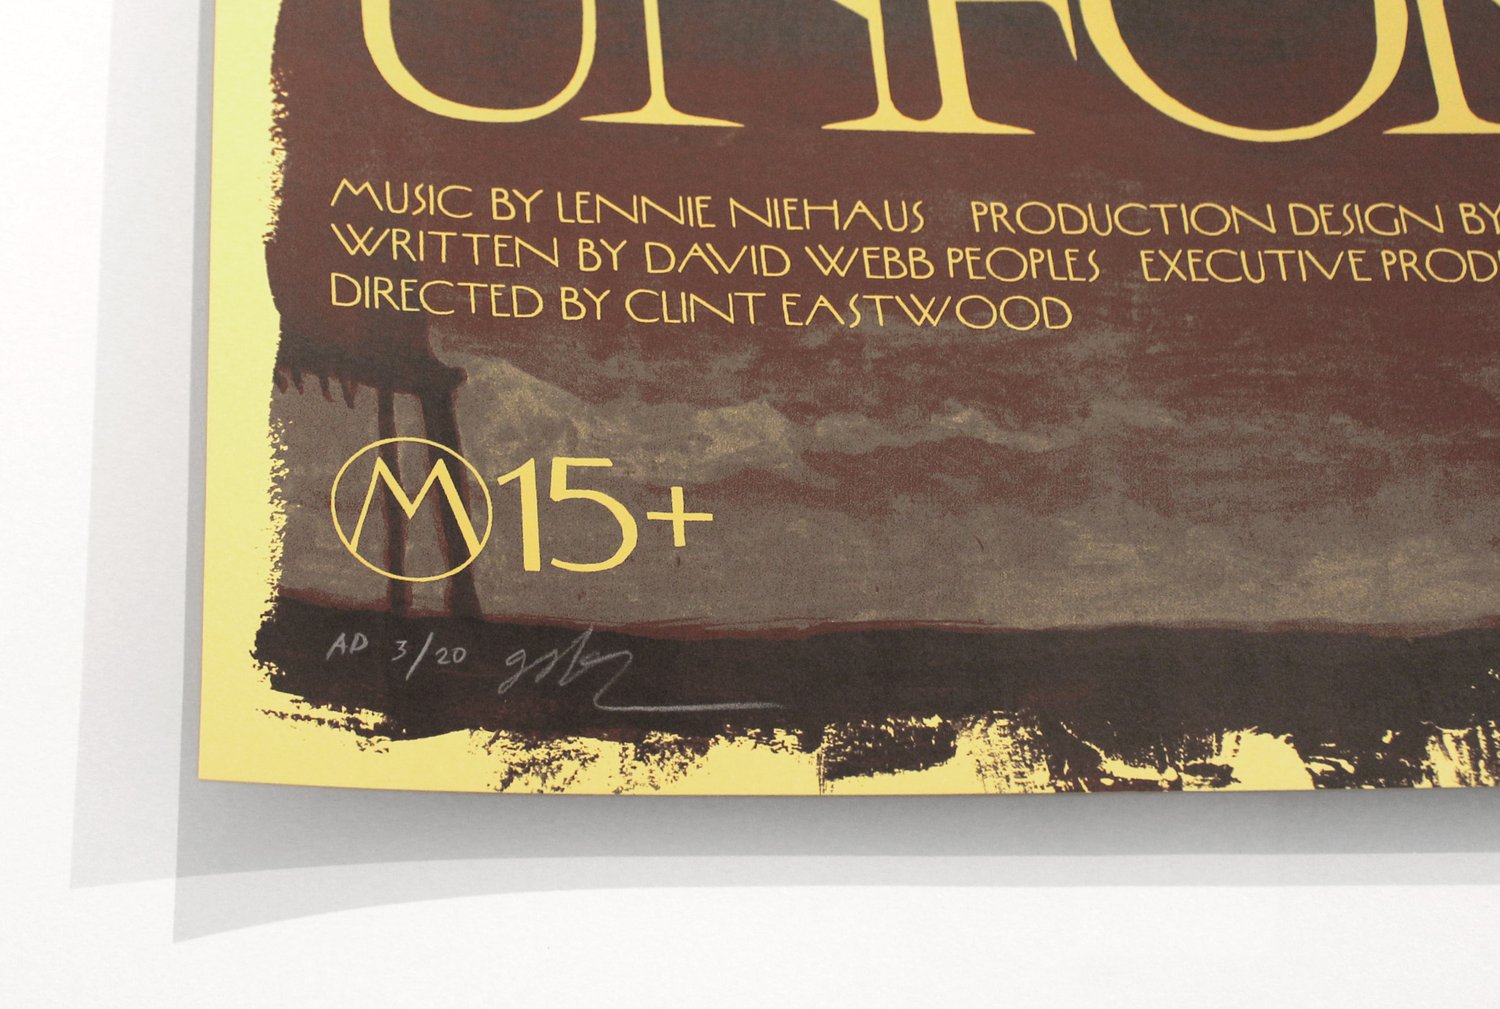 UNFOR
MUSIC BY LENNIE NIEHAUS PRODUCTION DESIGN BY
WRITTEN BY DAVID WEBB PEOPLES EXECUTIVE PROD
DIRECTED BY CLINT EASTWOOD
M 15+
AP 3/20